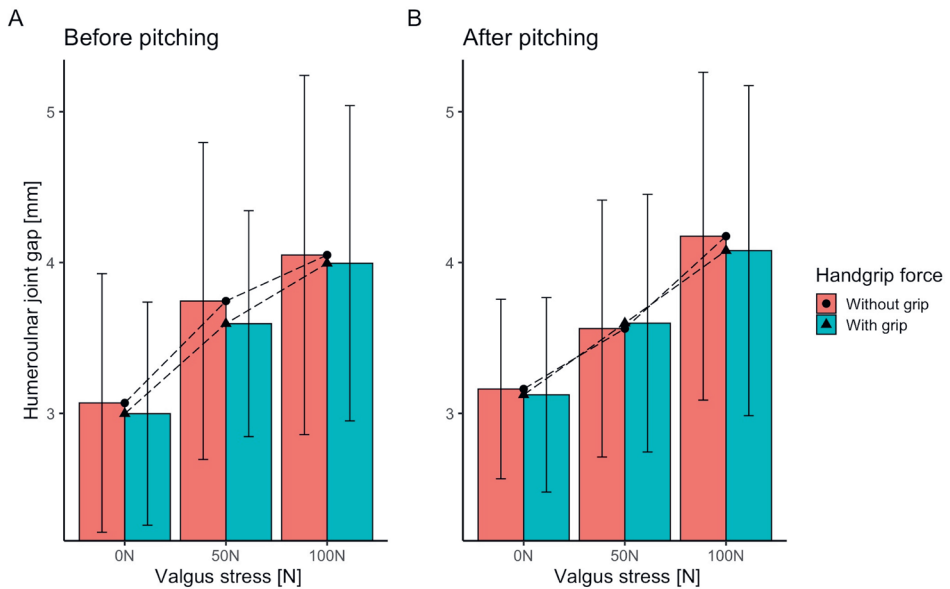 A
Before pitching
Humeroulnar joint gap [mm]
5
4
3
0N
50N
100N
Valgus stress [N]
B
After pitching
5
4
3
0N
50N
100N
Valgus stress [N]
Handgrip force
Without grip
With grip